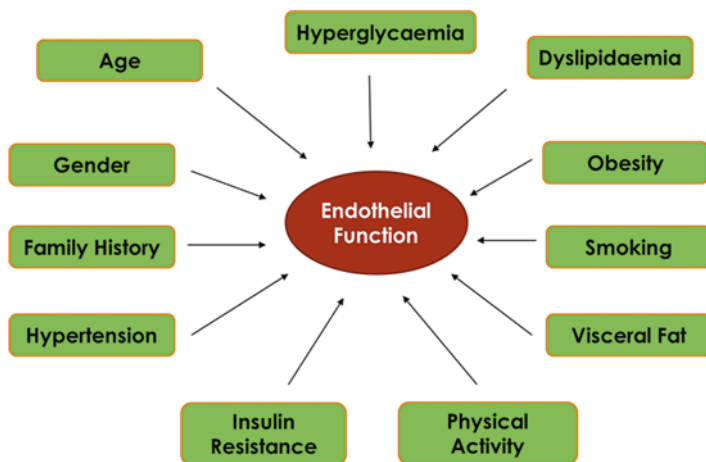 Hyperglycaemia
Age
Dyslipidaemia
Gender
Obesity
Endothelial
Function
Family History
Smoking
Hypertension
Visceral Fat
Insulin
Resistance
Physical
Activity